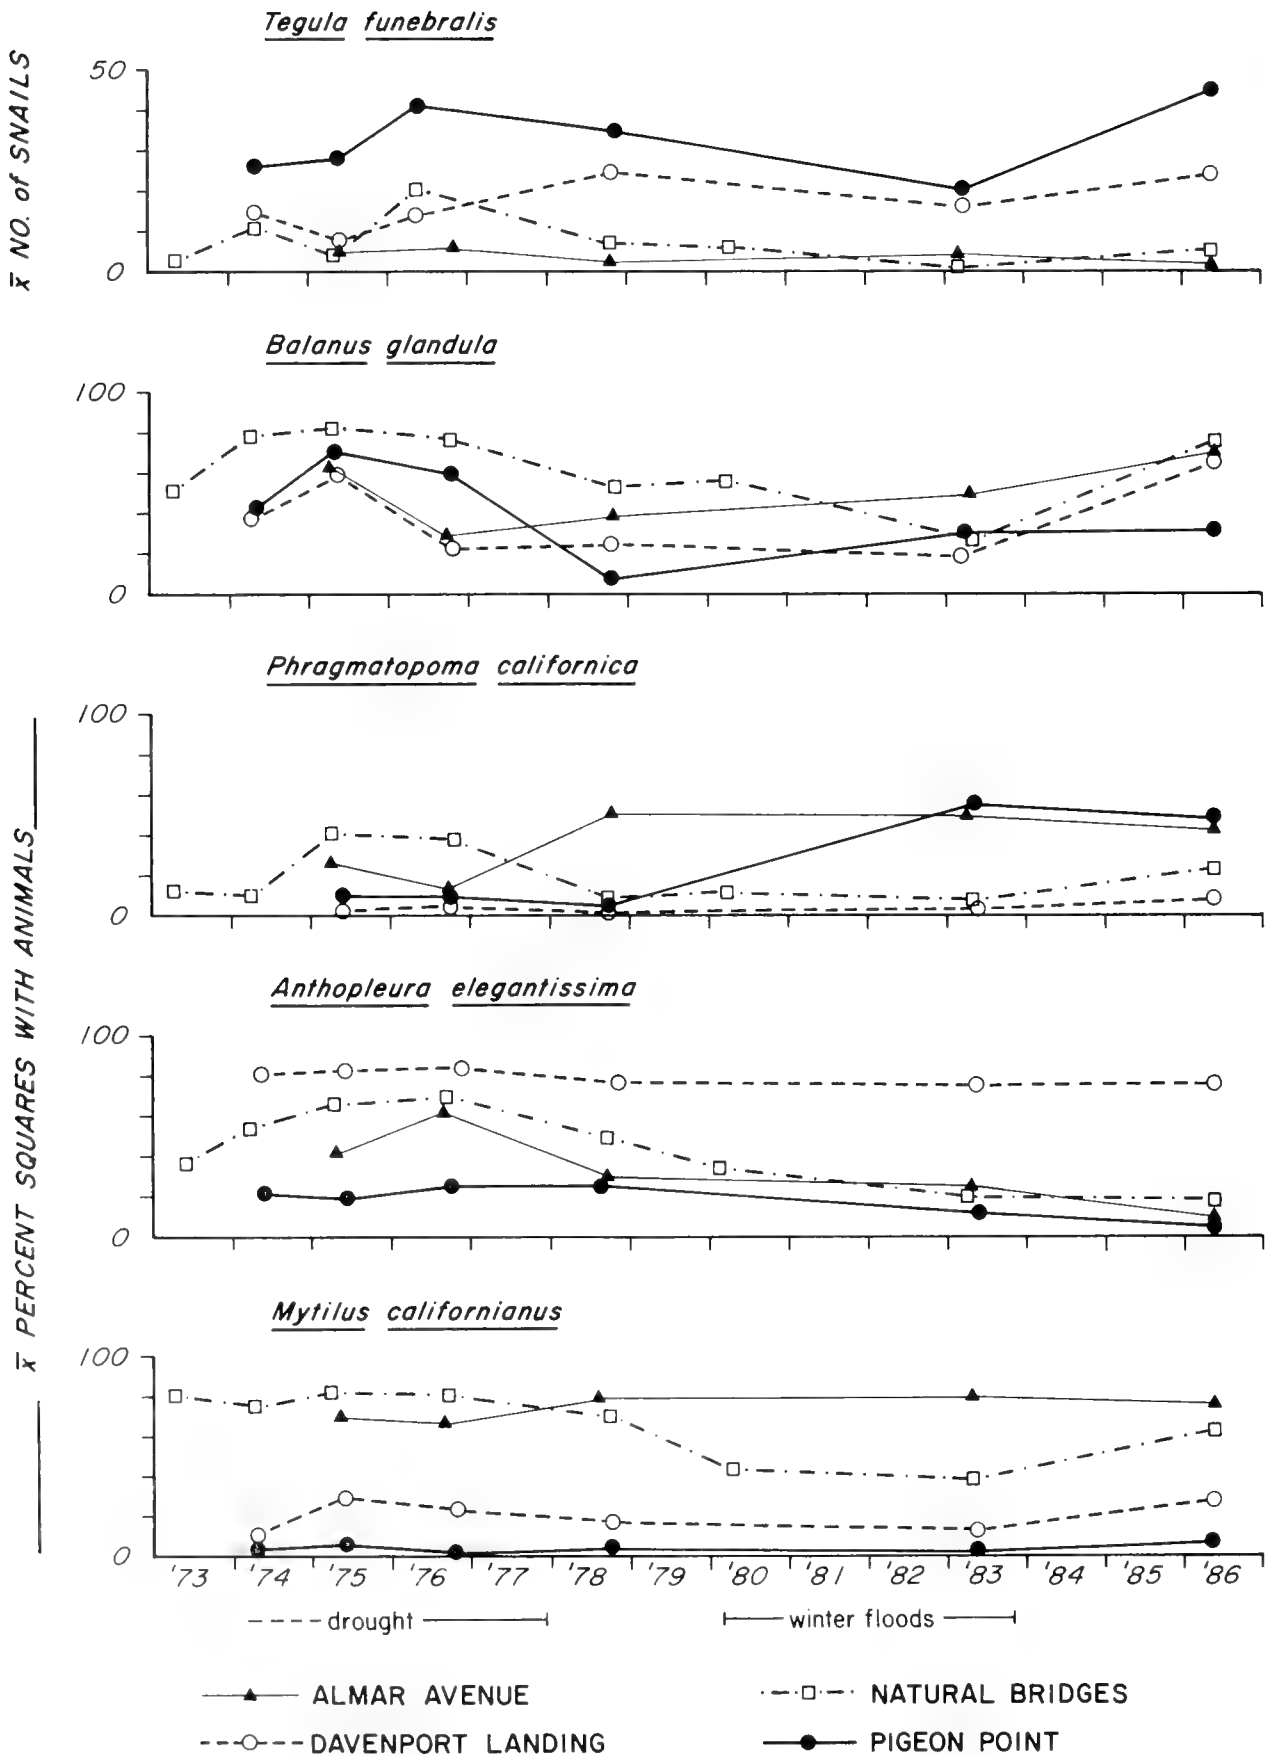 Tegula funebralis
x̄ NO. of SNAILS
50
0
Balanus glandula
100
0
Phragmatopoma californica
x̄ PERCENT SQUARES WITH ANIMALS
100
0
Anthopleura elegantissima
100
0
Mytilus californianus
100
0
'73 '74 '75 '76 '77 '78 '79 '80 '81 '82 '83 '84 '85 '86
drought winter floods
ALMAR AVENUE NATURAL BRIDGES
DAVENPORT LANDING PIGEON POINT